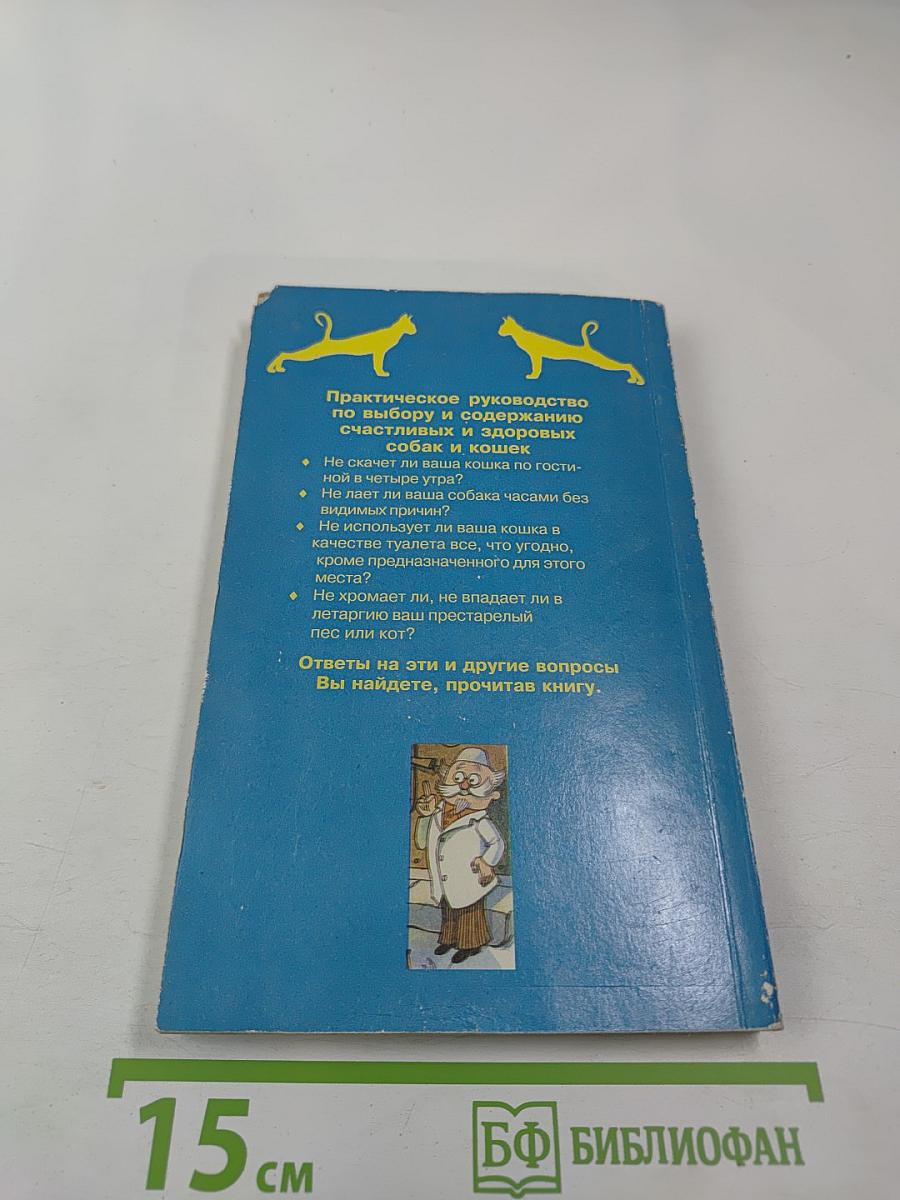 Практическое руководство
по выбору и содержанию
счастливых и здоровых
собак и кошек
Не скачет ли ваша кошка по гости-
ной в четыре утра?
Не лает ли ваша собака часами без
видимых причин?
Не использует ли ваша кошка в
качестве туалета все, что угодно,
кроме предназначенного для этого
места?
Не хромает ли, не впадает ли в
летаргию ваш престарелый
пес или кот?
Ответы на эти и другие вопросы
Вы найдете, прочитав книгу.
15 см
БФ БИБЛИОФАН